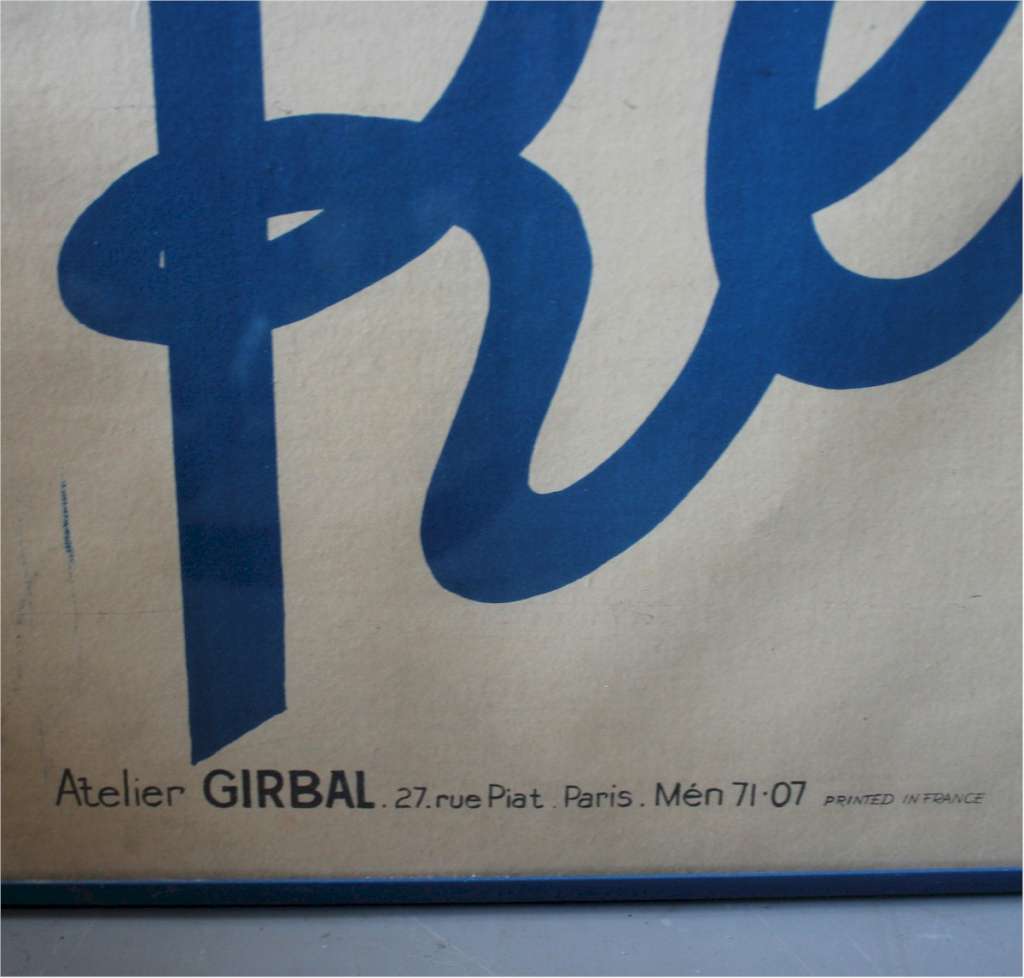 Atelier GIRBAL. 27.rue Piat. Paris. Mén 71·07 PRINTED IN FRANCE